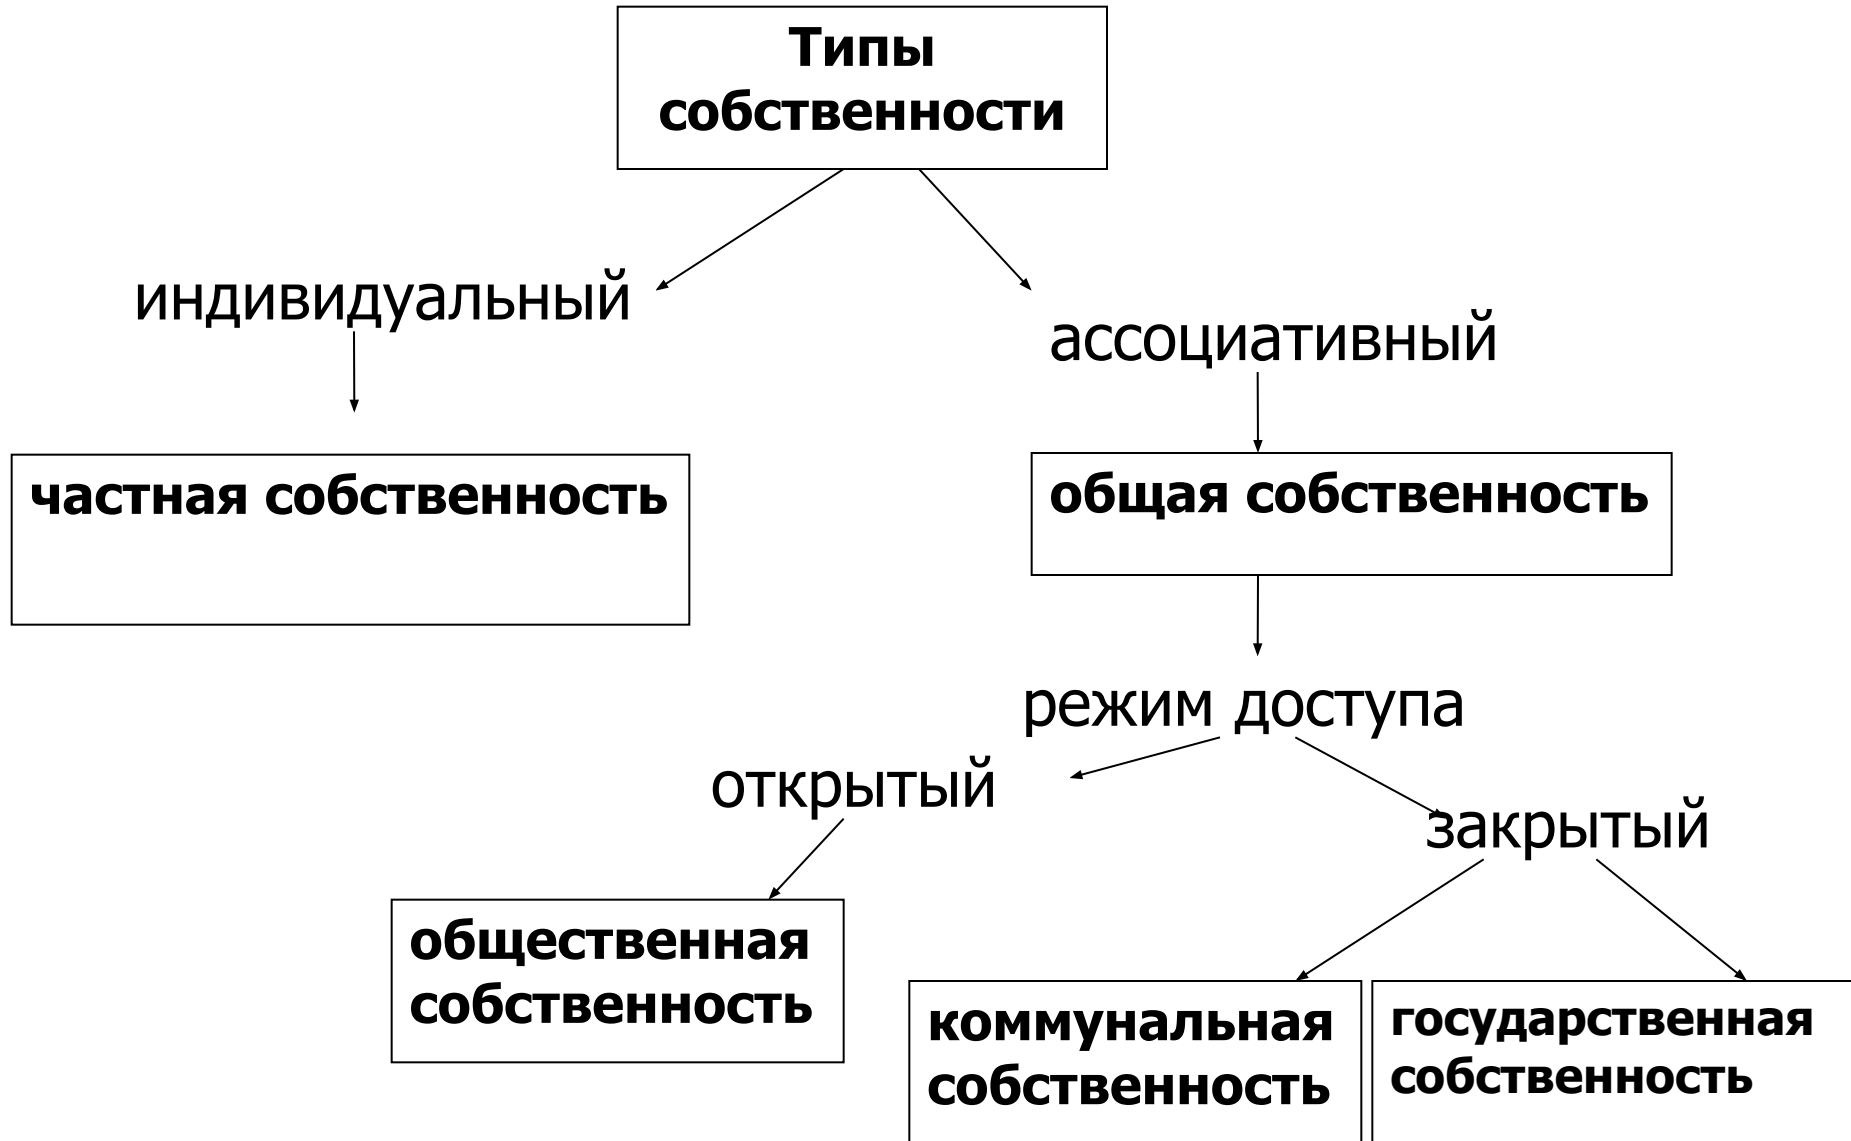 Типы
собственности
индивидуальный
ассоциативный
частная собственность
общая собственность
режим доступа
открытый
закрытый
общественная
собственность
коммунальная
собственность
государственная
собственность